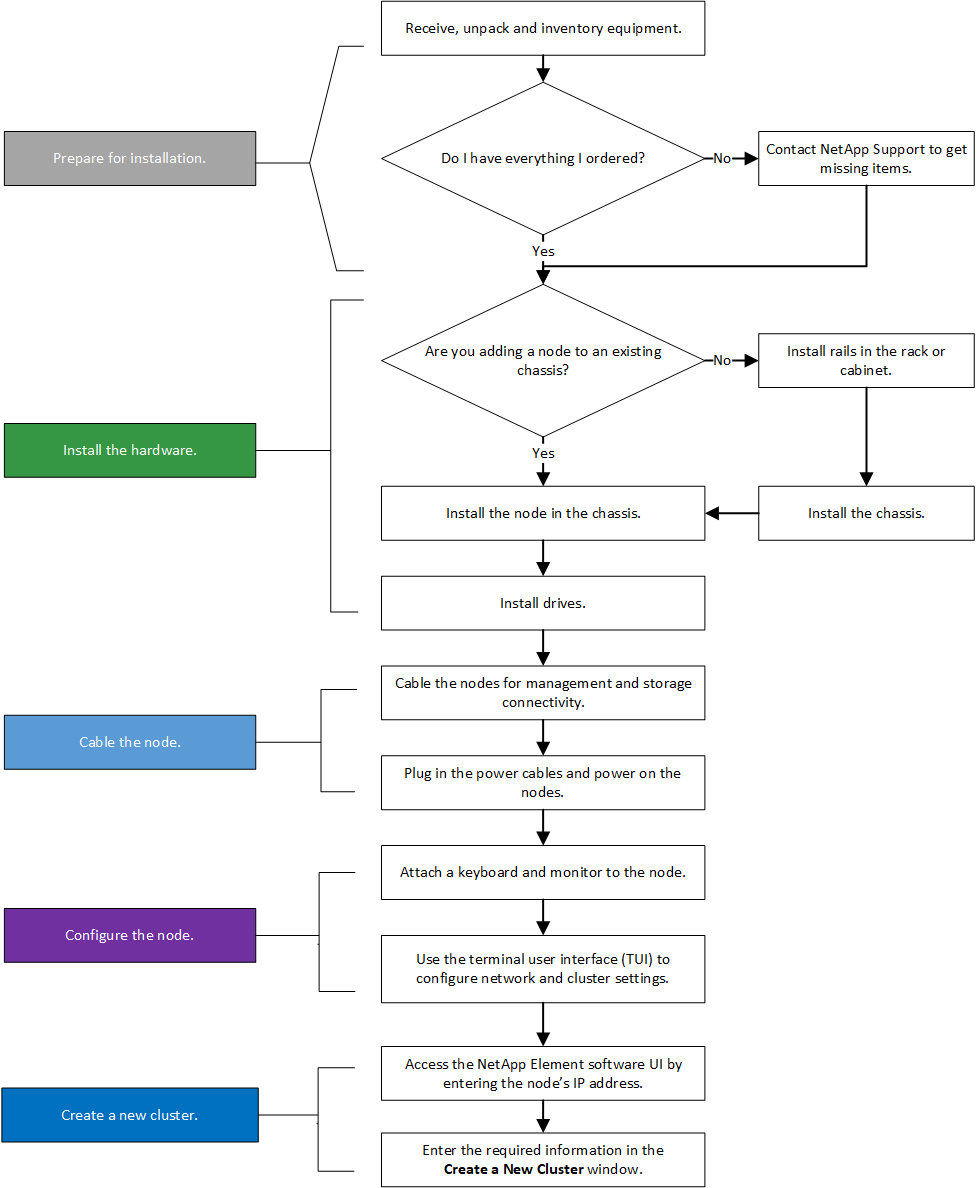 Receive, unpack and inventory equipment.
Prepare for installation.
Do I have everything I ordered?
No
Contact NetApp Support to get
missing items.
Yes
Are you adding a node to an existing
chassis?
No
Install rails in the rack or
cabinet.
Install the hardware.
Yes
Install the node in the chassis.
Install the chassis.
Install drives.
Cable the nodes for management and storage
connectivity.
Cable the node.
Plug in the power cables and power on the
nodes.
Attach a keyboard and monitor to the node.
Configure the node.
Use the terminal user interface (TUI) to
configure network and cluster settings.
Access the NetApp Element software UI by
entering the node’s IP address.
Create a new cluster.
Enter the required information in the
Create a New Cluster window.